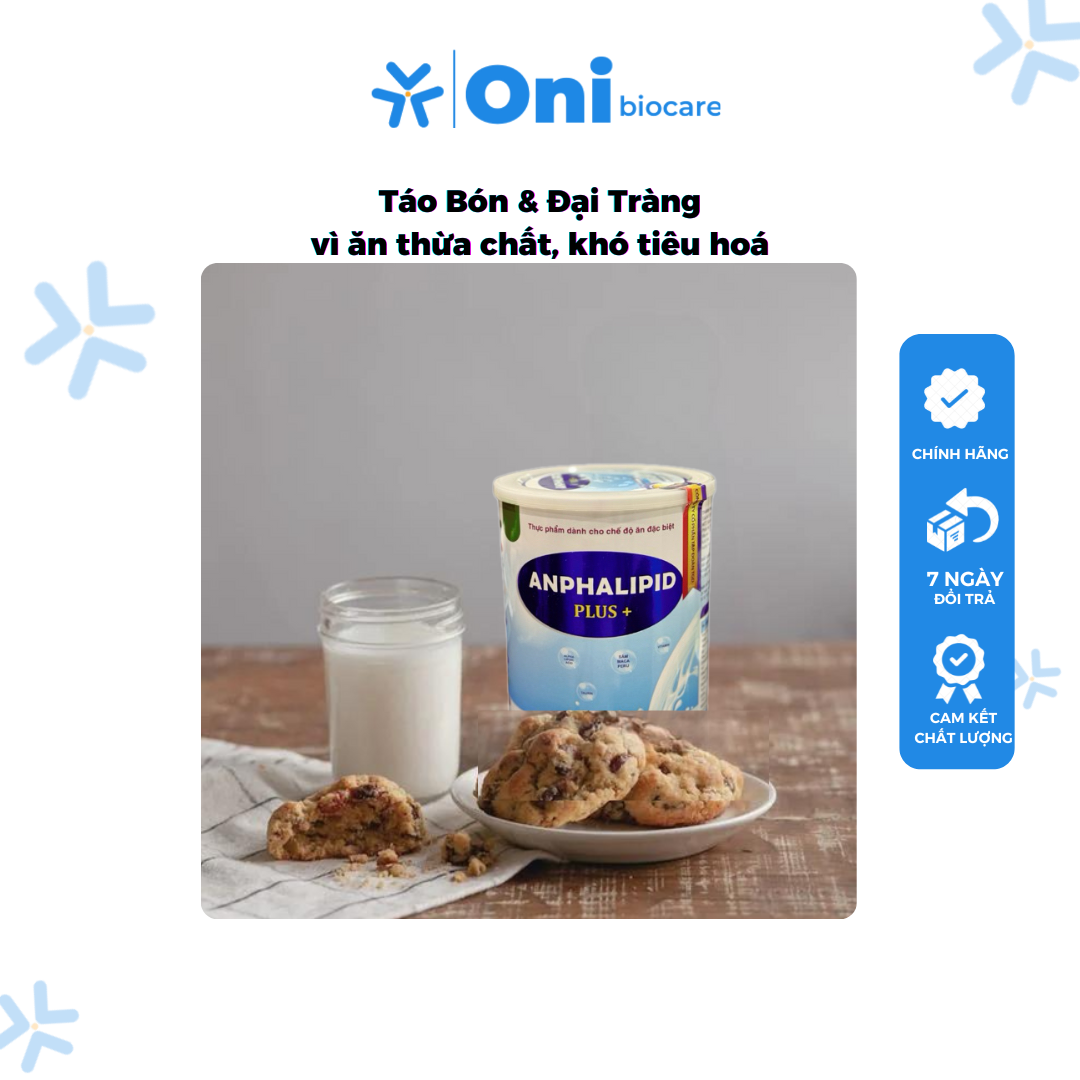 Oni biocare
Táo Bón & Đại Tràng
vì ăn thừa chất, khó tiêu hoá
Thực phẩm dành cho chế độ ăn đặc biệt
ANPHALIPID
PLUS +
CHÍNH HÃNG
7 NGÀY
ĐỔI TRẢ
CAM KẾT
CHẤT LƯỢNG